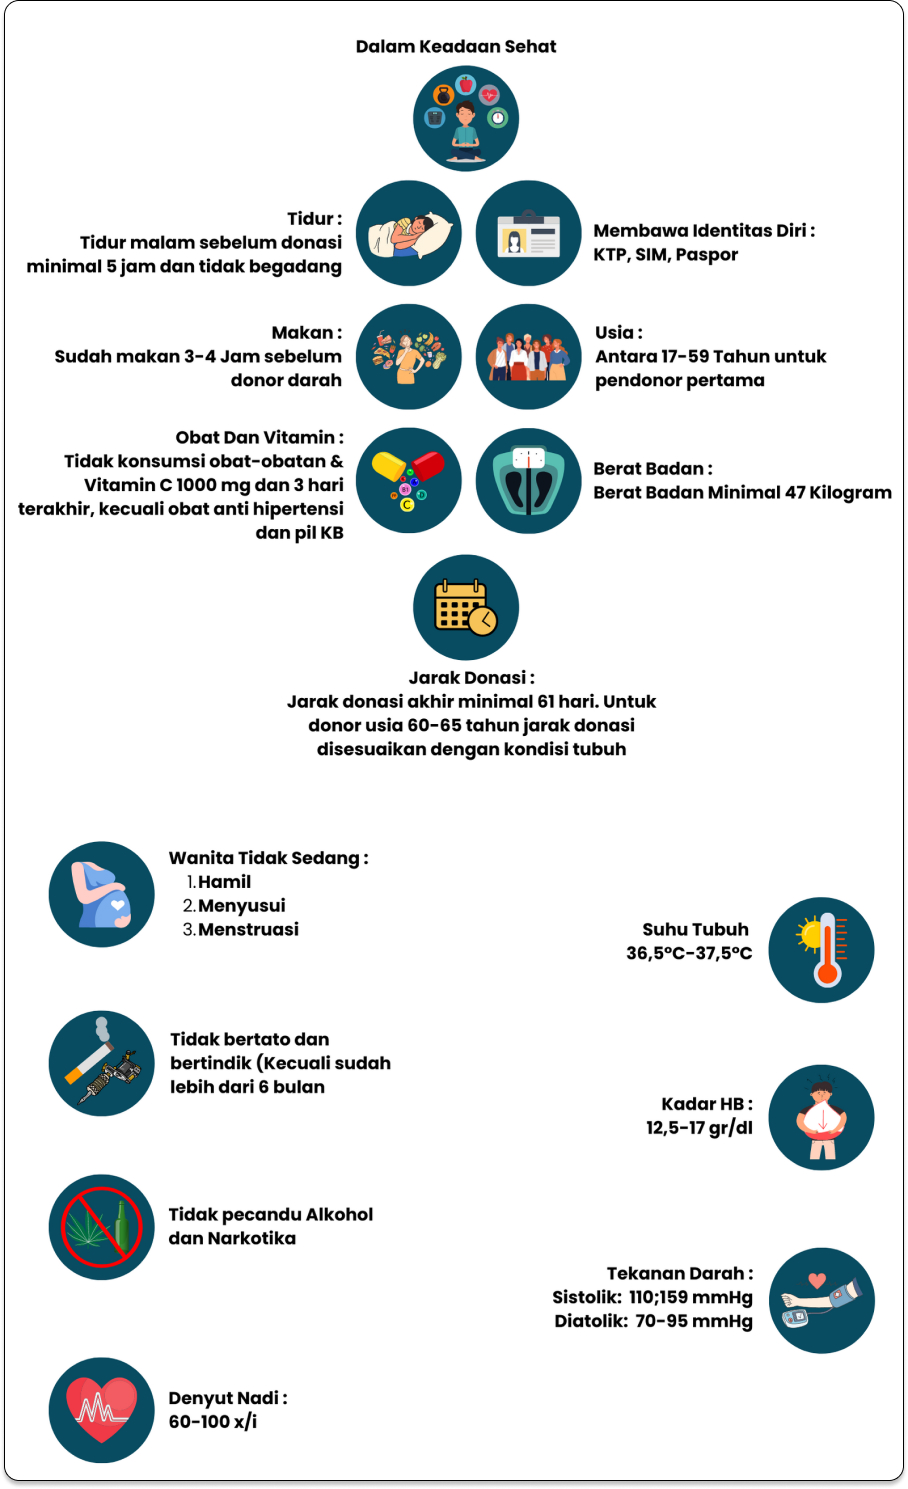 Dalam Keadaan Sehat
Tidur :
Tidur malam sebelum donasi
minimal 5 jam dan tidak begadang
Membawa Identitas Diri :
KTP, SIM, Paspor
Makan :
Sudah makan 3-4 Jam sebelum
donor darah
Usia :
Antara 17-59 Tahun untuk
pendonor pertama
Obat Dan Vitamin :
Tidak konsumsi obat-obatan &
Vitamin C 1000 mg dan 3 hari
terakhir, kecuali obat anti hipertensi
dan pil KB
Berat Badan :
Berat Badan Minimal 47 Kilogram
Jarak Donasi :
Jarak donasi akhir minimal 61 hari. Untuk
donor usia 60-65 tahun jarak donasi
disesuaikan dengan kondisi tubuh
Wanita Tidak Sedang :
1. Hamil
2. Menyusui
3. Menstruasi
Suhu Tubuh
36,5°C-37,5°C
Tidak bertato dan
bertindik (Kecuali sudah
lebih dari 6 bulan
Kadar HB :
12,5-17 gr/dl
Tidak pecandu Alkohol
dan Narkotika
Tekanan Darah :
Sistolik: 110;159 mmHg
Diatolik: 70-95 mmHg
Denyut Nadi :
60-100 x/i